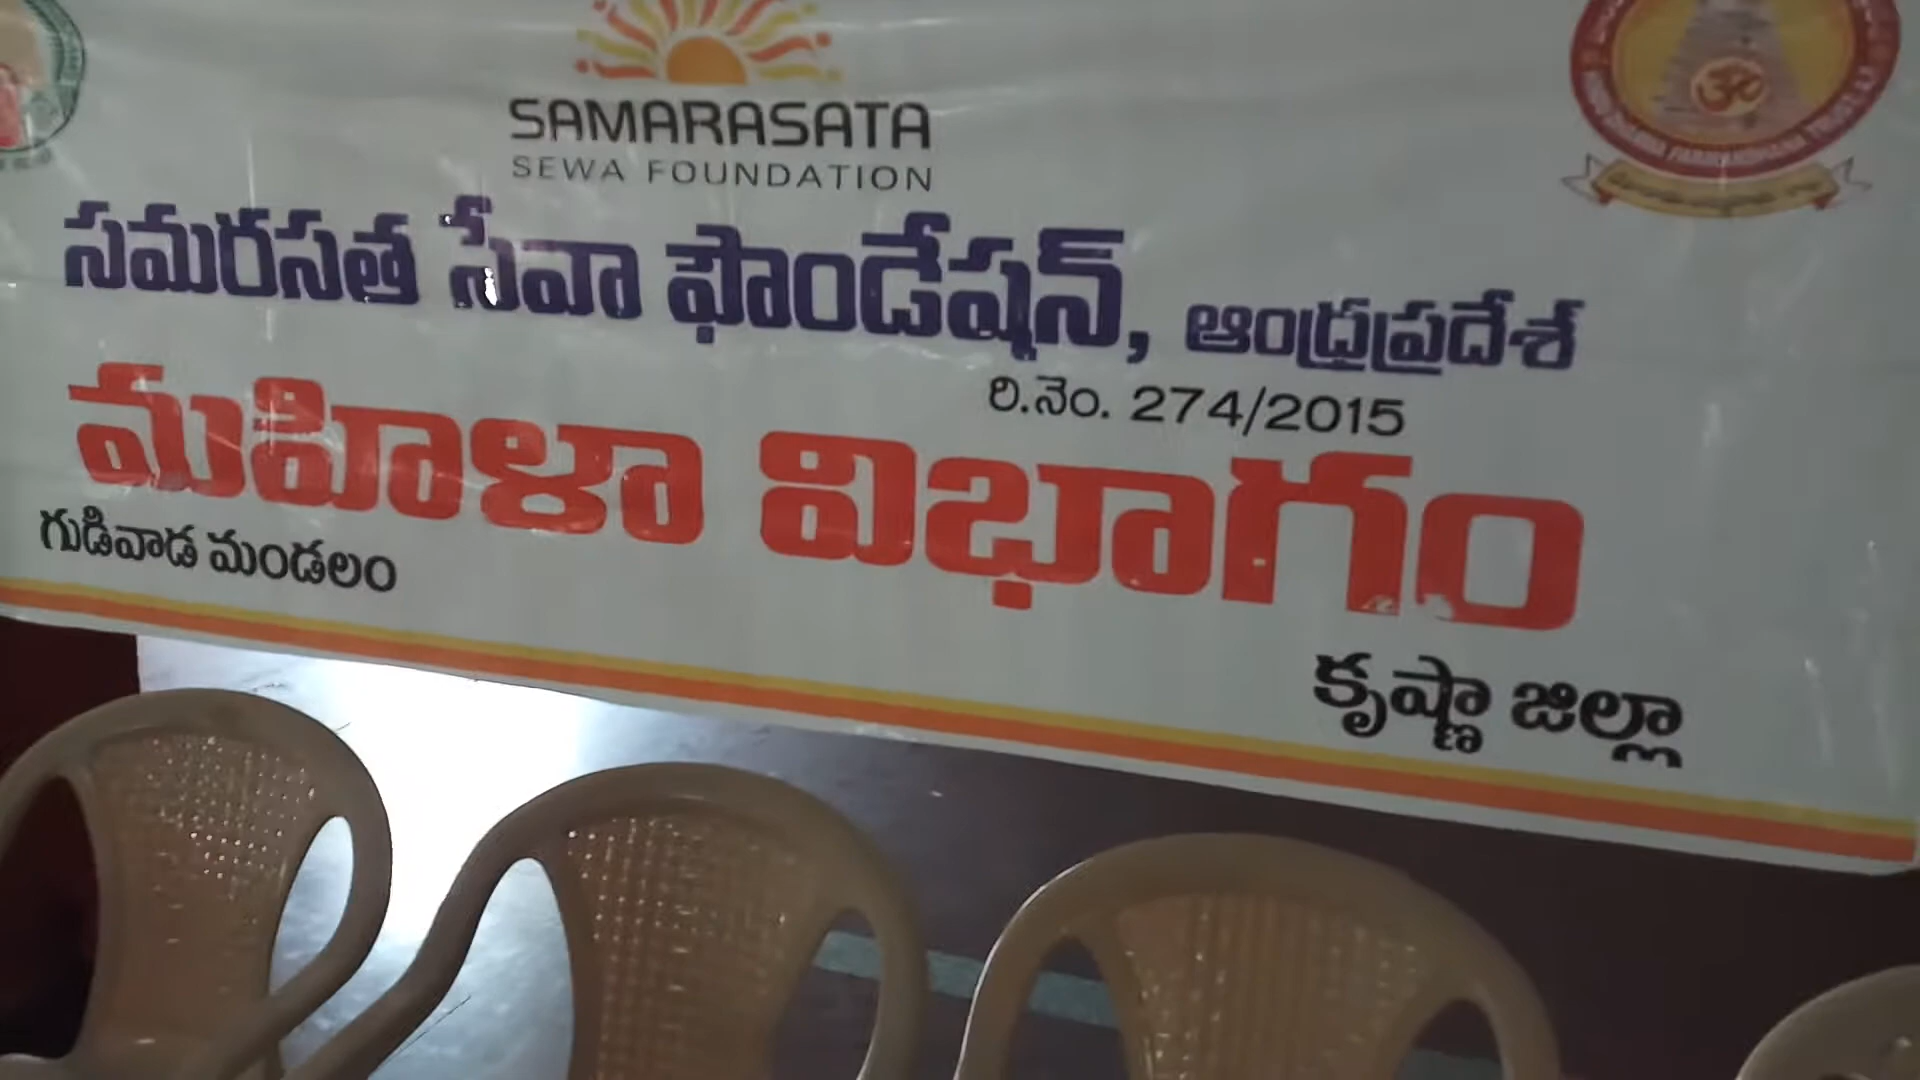 SAMARASATA
SEWA FOUNDATION
సమరసత సేవా ఫౌండేషన్, ఆంధ్రప్రదేశ్
రి.నెం. 274/2015
మహిళా విభాగం
గుడివాడ మండలం
కృష్ణా జిల్లా